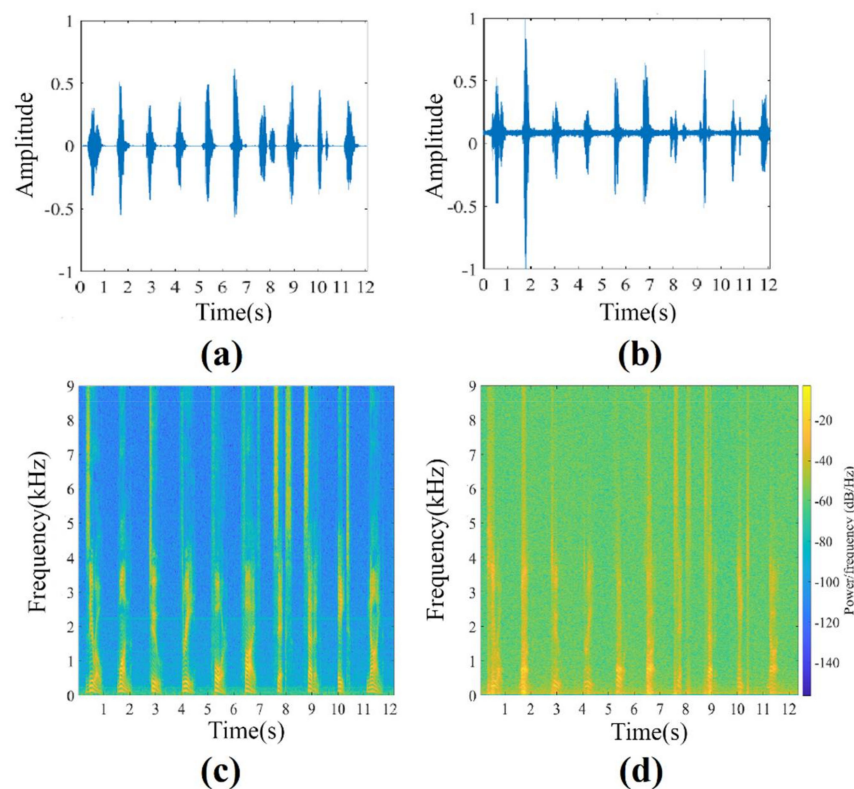 1
0.5
0
-0.5
-1
Amplitude
0 1 2 3 4 5 6 7 8 9 10 11 12
Time(s)
(a)
1
0.5
0
-0.5
-1
Amplitude
0 1 2 3 4 5 6 7 8 9 10 11 12
Time(s)
(b)
9
8
7
6
5
4
3
2
1
0
Frequency(kHz)
1 2 3 4 5 6 7 8 9 10 11 12
Time(s)
(c)
9
8
7
6
5
4
3
2
1
0
Frequency(kHz)
1 2 3 4 5 6 7 8 9 10 11 12
Time(s)
(d)
-20
-40
-60
-80
-100
-120
-140
Power/frequency (dB/Hz)